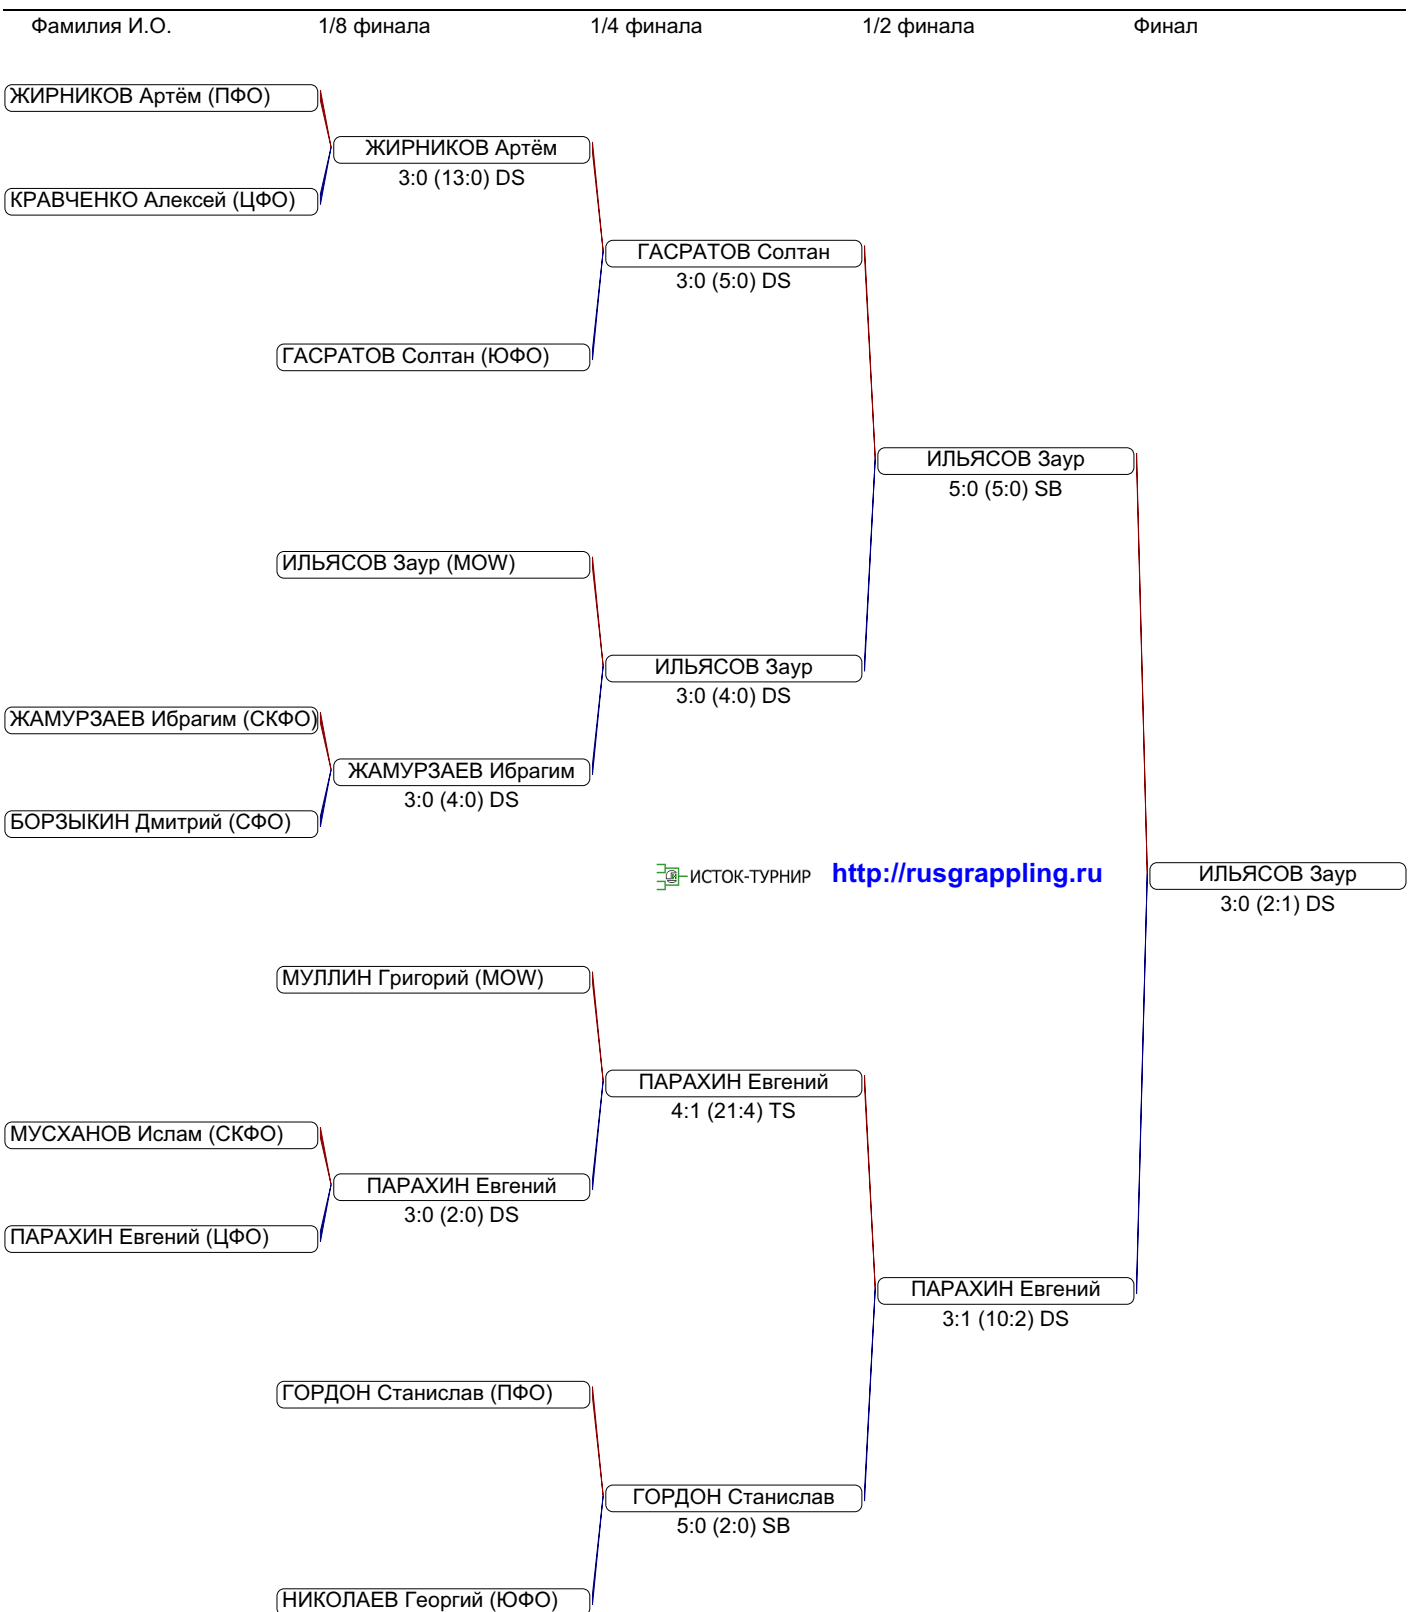 Фамилия И.О. 1/8 финала 1/4 финала 1/2 финала Финал
ЖИРНИКОВ Артём (ПФО)
ЖИРНИКОВ Артём
3:0 (13:0) DS
КРАВЧЕНКО Алексей (ЦФО)
ГАСРАТОВ Солтан
3:0 (5:0) DS
ГАСРАТОВ Солтан (ЮФО)
ИЛЬЯСОВ Заур
5:0 (5:0) SB
ИЛЬЯСОВ Заур (MOW)
ИЛЬЯСОВ Заур
3:0 (4:0) DS
ЖАМУРЗАЕВ Ибрагим (СКФО)
ЖАМУРЗАЕВ Ибрагим
3:0 (4:0) DS
БОРЗЫКИН Дмитрий (СФО)
ИСТОК-ТУРНИР http://rusgrappling.ru
ИЛЬЯСОВ Заур
3:0 (2:1) DS
МУЛЛИН Григорий (MOW)
ПАРАХИН Евгений
4:1 (21:4) TS
МУСХАНОВ Ислам (СКФО)
ПАРАХИН Евгений
3:0 (2:0) DS
ПАРАХИН Евгений (ЦФО)
ПАРАХИН Евгений
3:1 (10:2) DS
ГОРДОН Станислав (ПФО)
ГОРДОН Станислав
5:0 (2:0) SB
НИКОЛАЕВ Георгий (ЮФО)